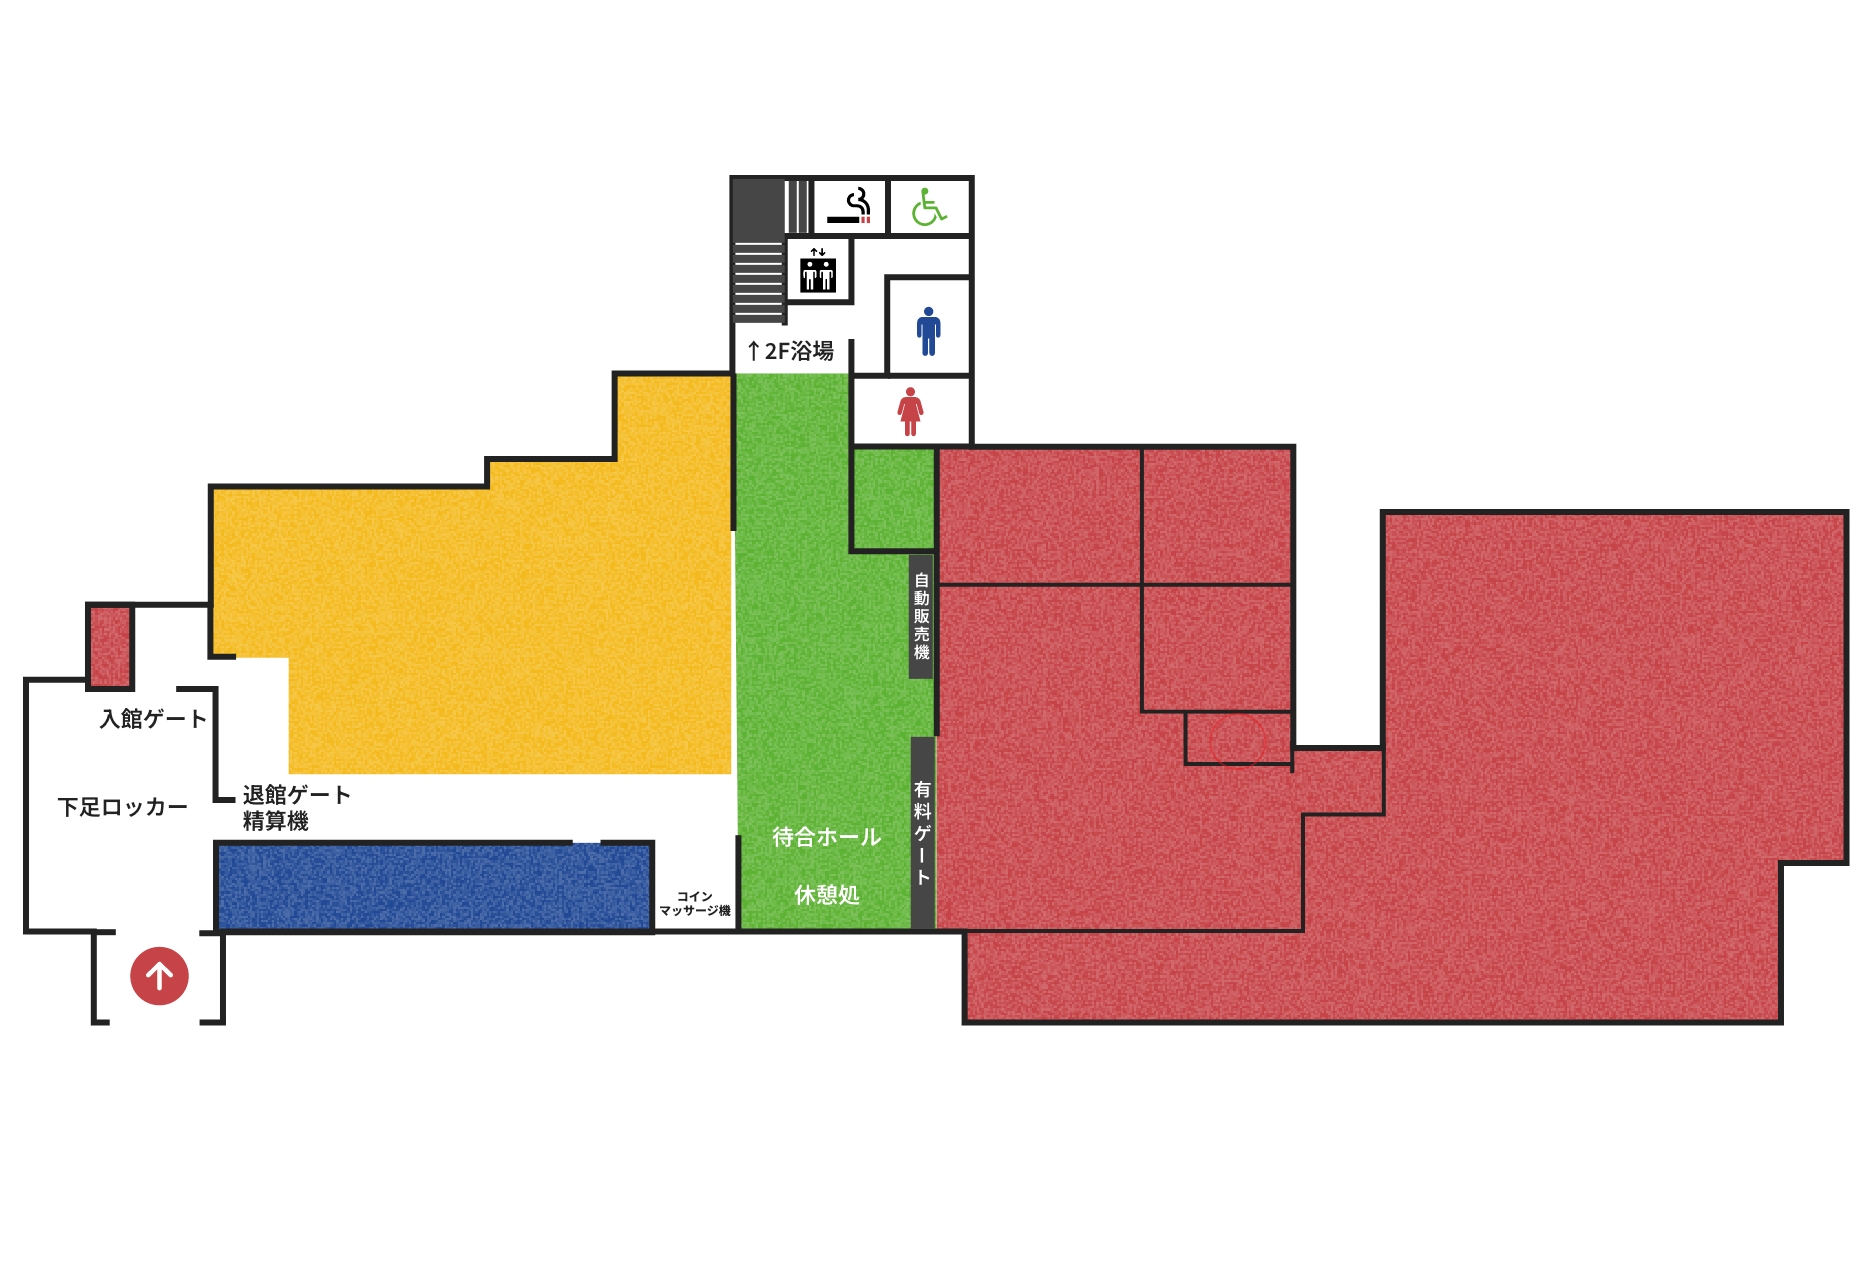 ↑2F浴場
自動販売機
入館ゲート
退館ゲート
精算機
下足ロッカー
有料ゲート
待合ホール
休憩処
コイン
マッサージ機